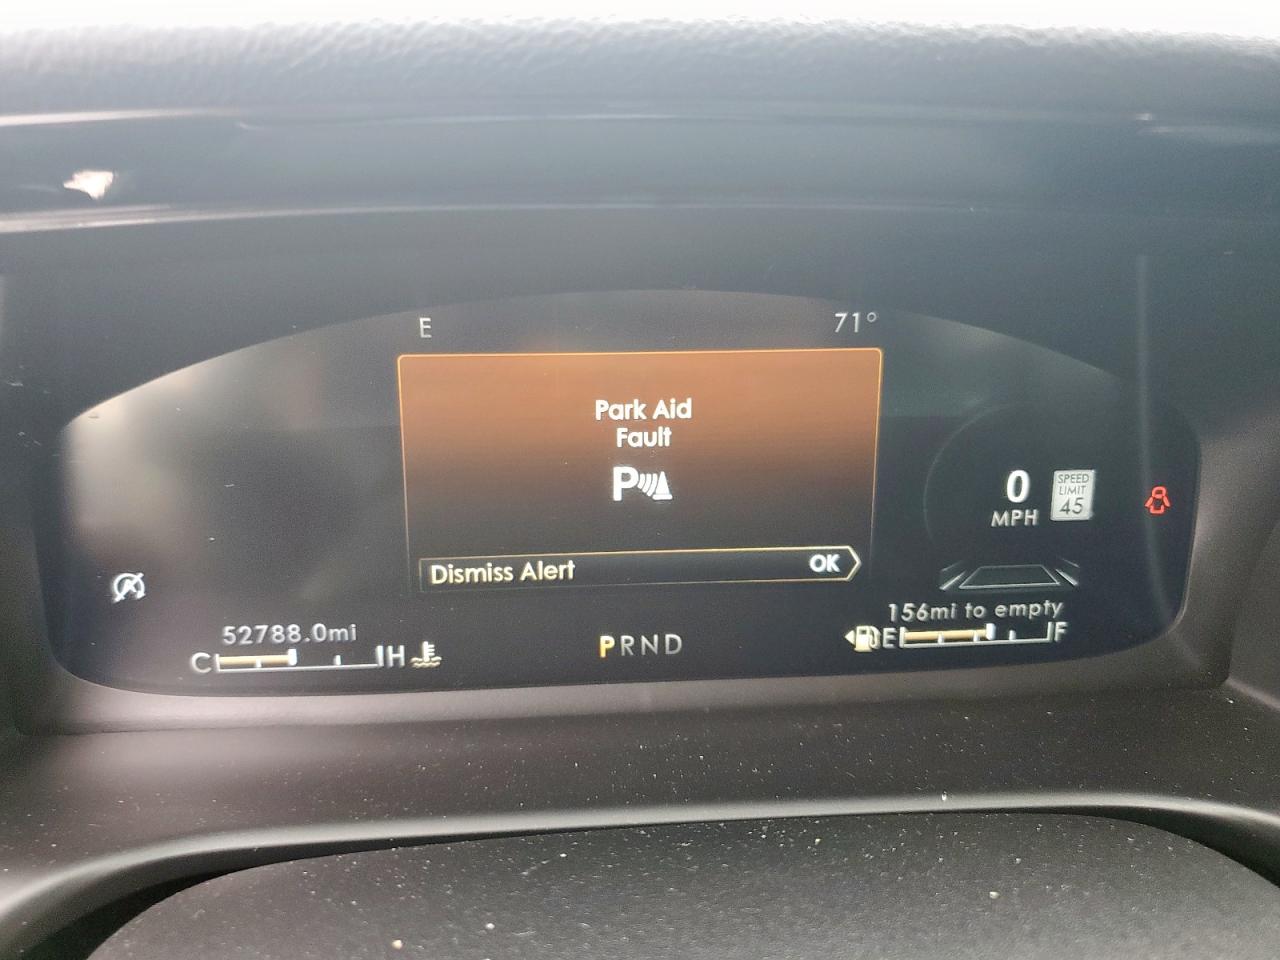 E
71°
Park Aid
Fault
P
Dismiss Alert
OK
0
MPH
SPEED
LIMIT
45
A
156mi to empty
E F
52788.0mi
C H
PRND